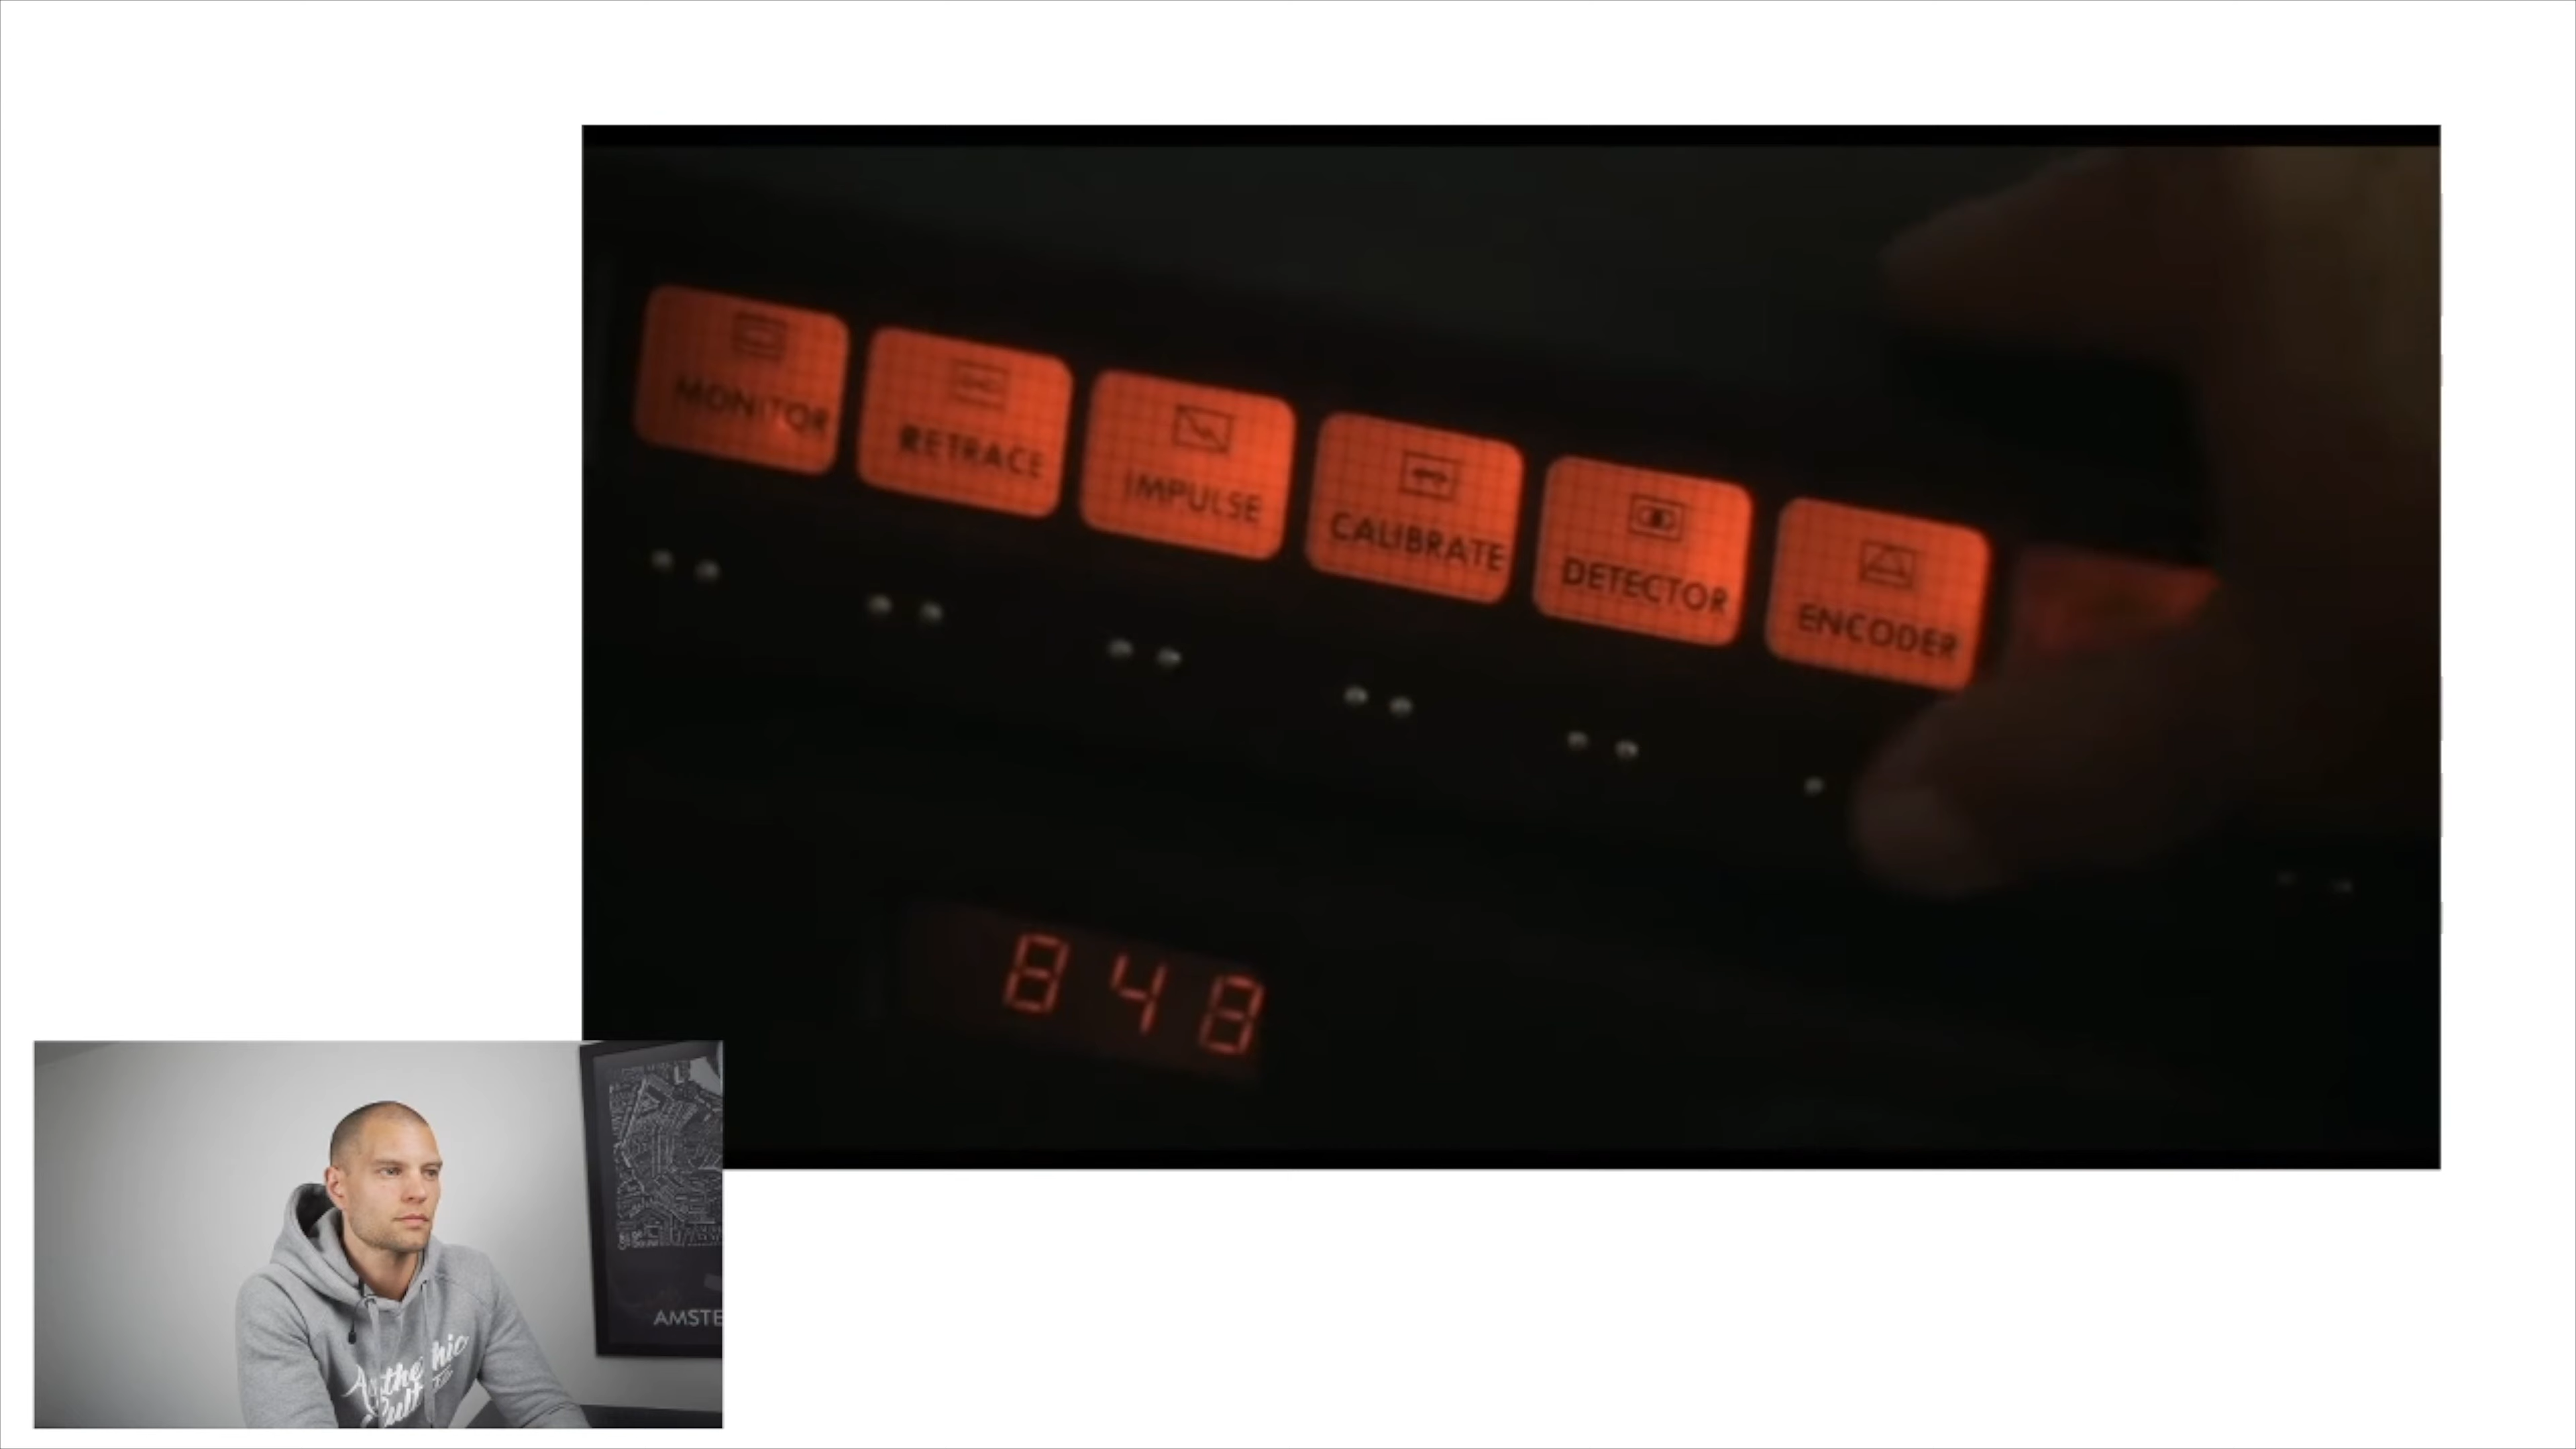 MONITOR
RETRACE
IMPULSE
CALIBRATE
DETECTOR
ENCODER
848
AMSTE